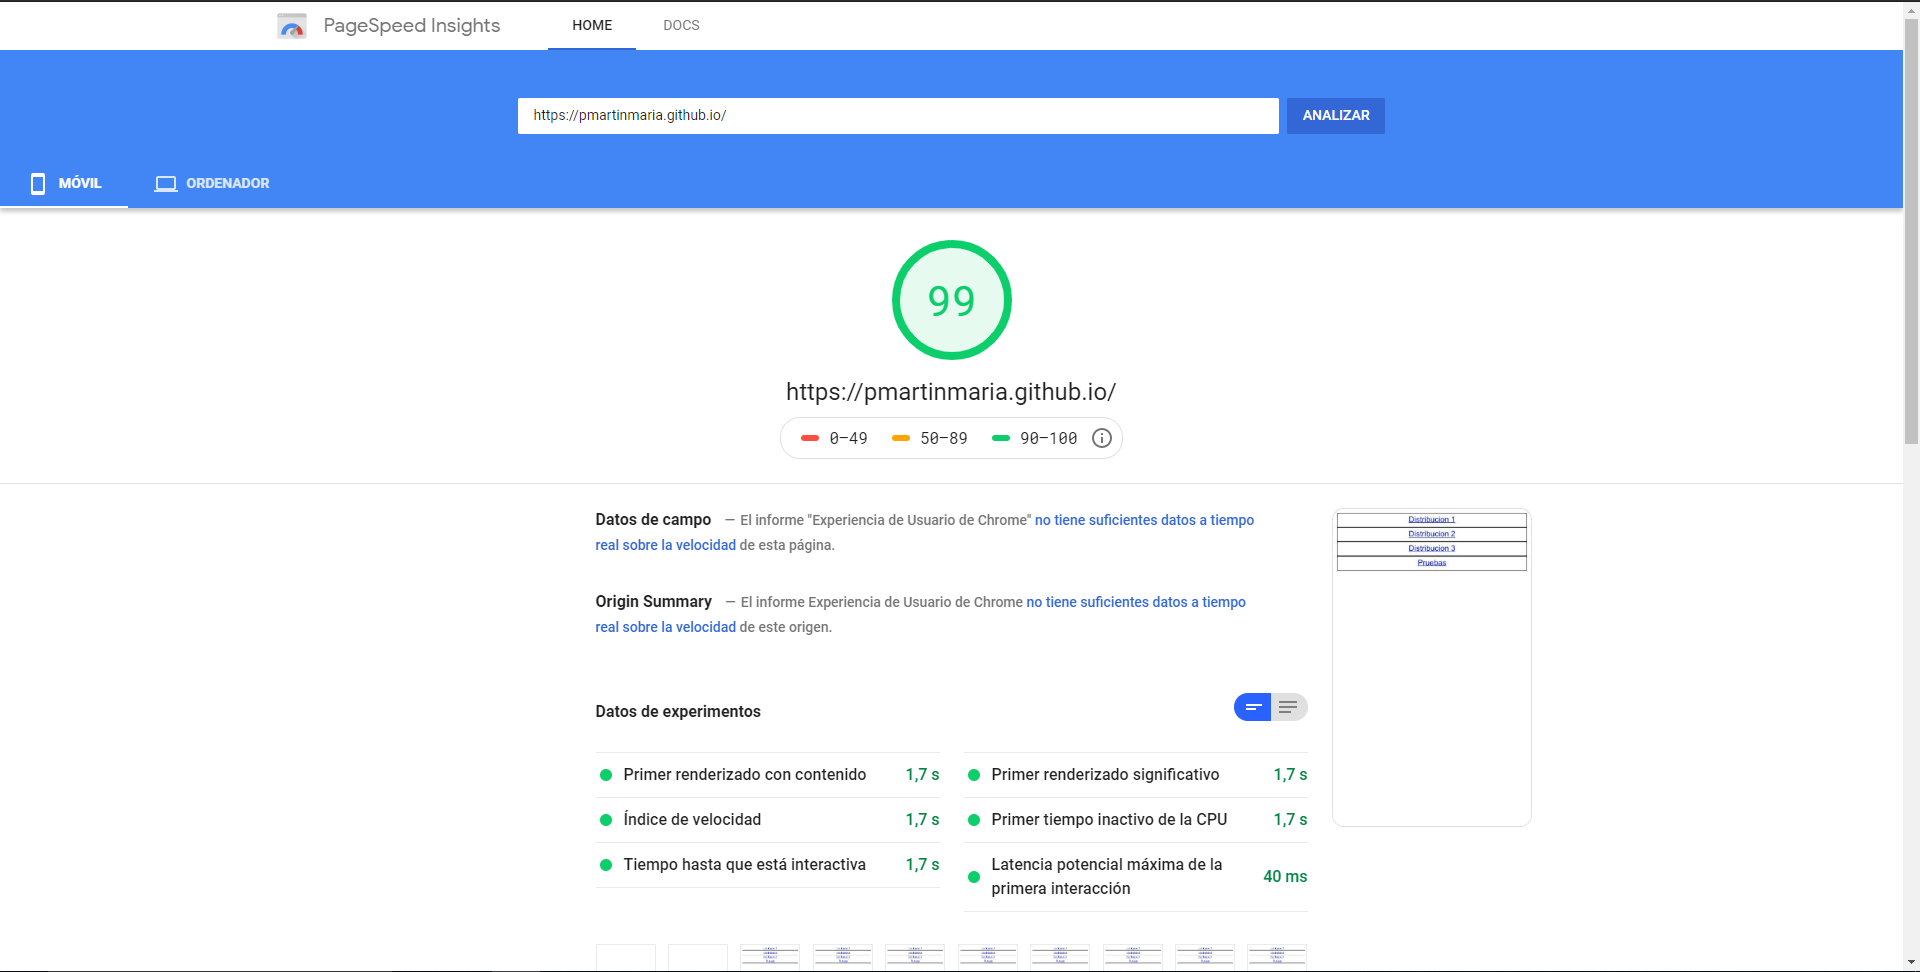 PageSpeed Insights
HOME
DOCS
https://pmartinmaria.github.io/
ANALIZAR
MÓVIL
ORDENADOR
99
https://pmartinmaria.github.io/
0–49
50–89
90–100
Datos de campo — El informe "Experiencia de Usuario de Chrome" no tiene suficientes datos a tiempo
real sobre la velocidad de esta página.
Origin Summary — El informe Experiencia de Usuario de Chrome no tiene suficientes datos a tiempo
real sobre la velocidad de este origen.
Distribucion 1
Distribucion 2
Distribucion 3
Pruebas
Datos de experimentos
Primer renderizado con contenido 1,7 s
Primer renderizado significativo 1,7 s
Índice de velocidad 1,7 s
Primer tiempo inactivo de la CPU 1,7 s
Tiempo hasta que está interactiva 1,7 s
Latencia potencial máxima de la
primera interacción 40 ms